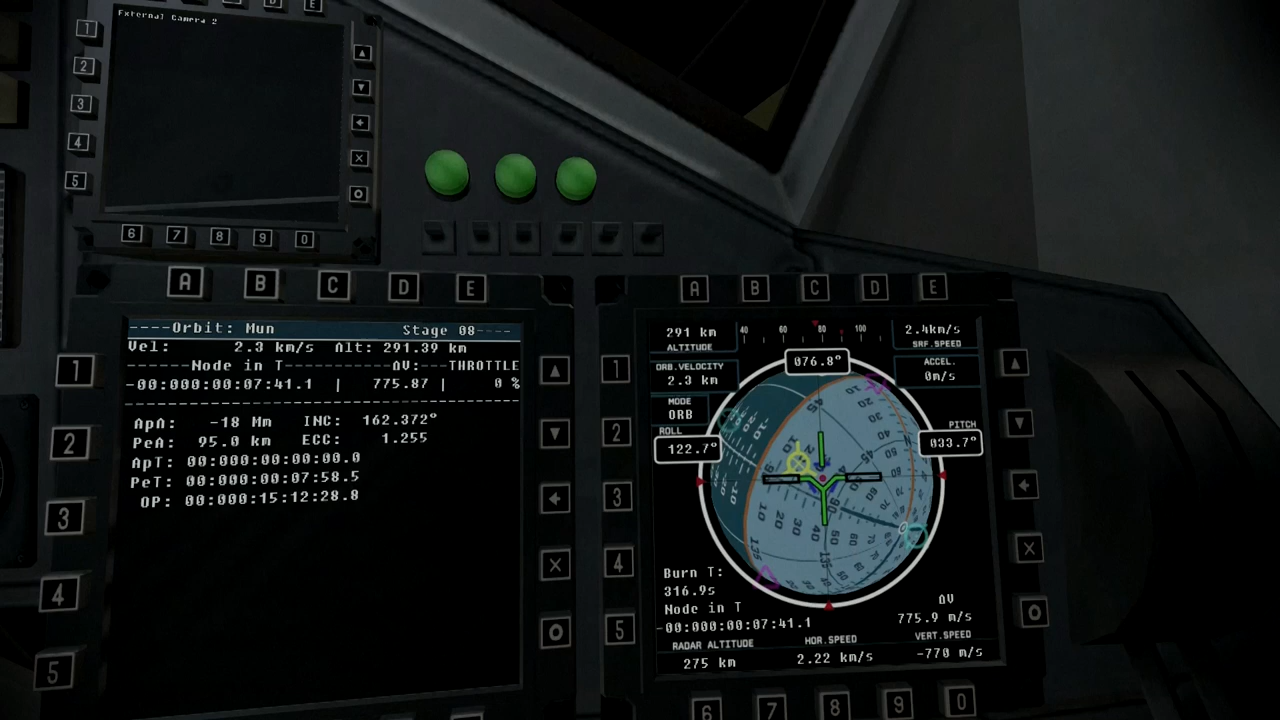 E
External Camera 2
1
2
3
4
5
6 7 8 9 0
A B C D E
----Orbit: Mun Stage 08----
Vel: 2.3 km/s Alt: 291.39 km
------Node in T---------ΔV:---THROTTLE
-00:000:00:07:41.1 | 775.87 | 0 %
ApA: -18 Mm INC: 162.372°
PeA: 95.0 km ECC: 1.255
ApT: 00:000:00:00:00.0
PeT: 00:000:00:07:58.5
OP: 00:000:15:12:28.8
1
2
3
4
5
A B C D E
291 km
ALTITUDE
40 60 80 100
2.4km/s
SRF.SPEED
076.8°
ORB.VELOCITY
2.3 km
ACCEL.
0m/s
MODE
ORB
ROLL
122.7°
PITCH
033.7°
Burn T:
316.9s
Node in T
-00:000:00:07:41.1
ΔV
775.9 m/s
RADAR ALTITUDE
275 km
HOR.SPEED
2.22 km/s
VERT.SPEED
-770 m/s
1
2
3
4
5
6 7 8 9 0